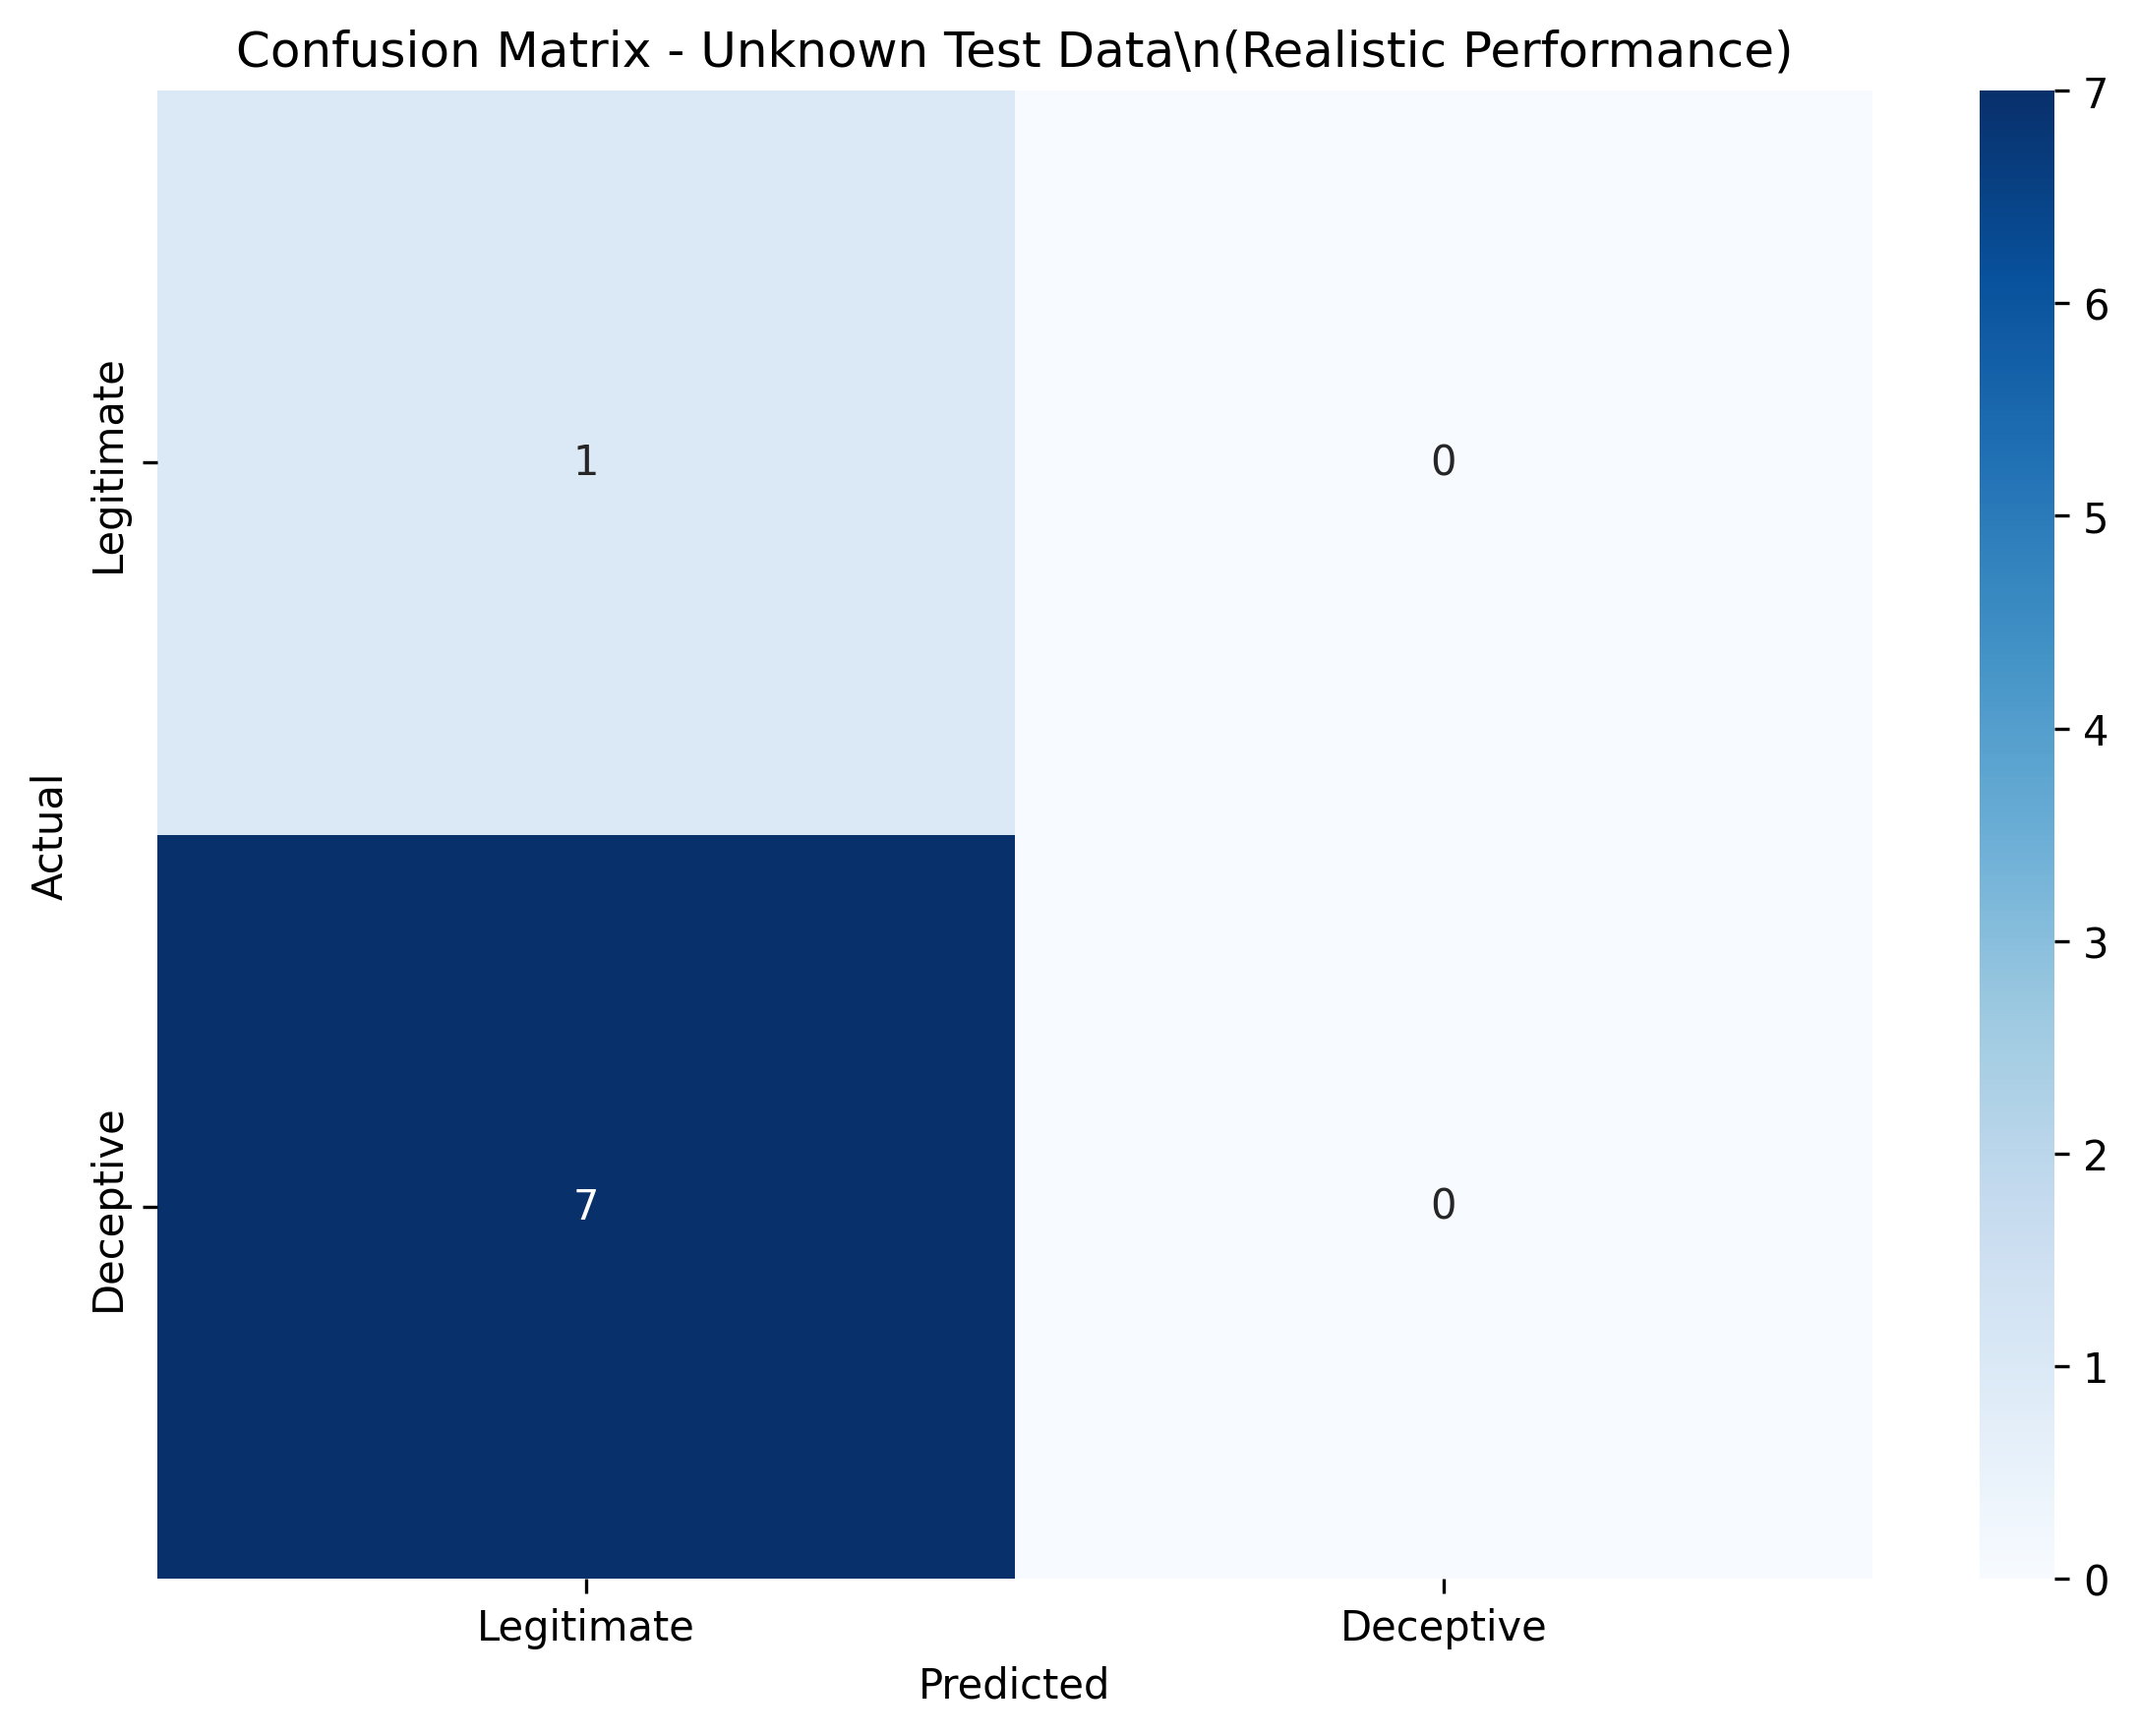 Confusion Matrix - Unknown Test Data\n(Realistic Performance)
Actual
Legitimate
Deceptive
1
0
7
0
Legitimate
Deceptive
Predicted
7
6
5
4
3
2
1
0